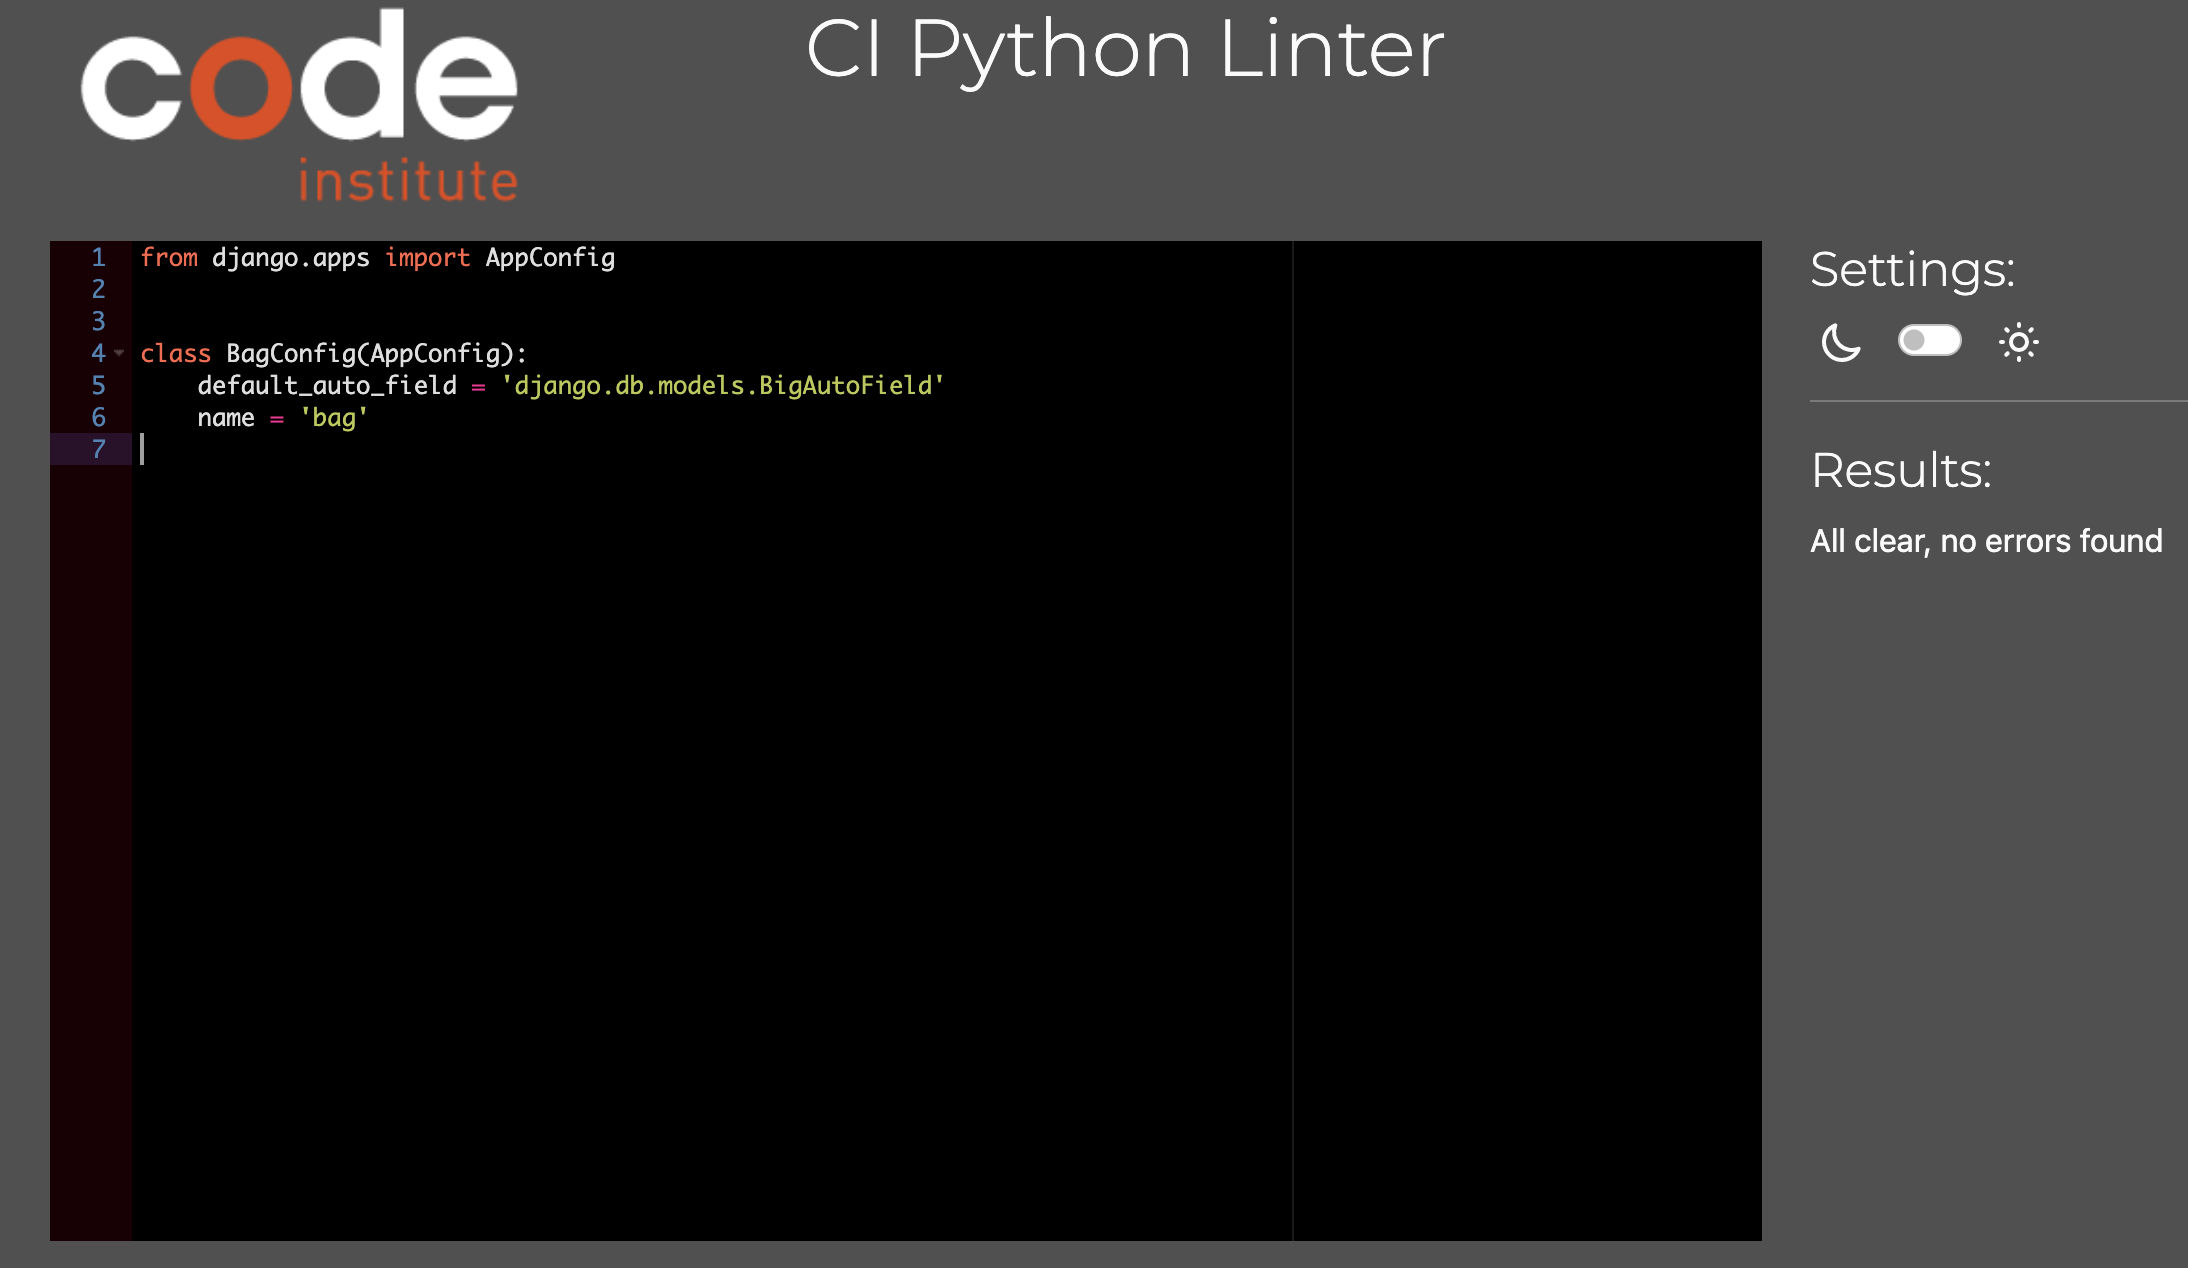 code
institute
CI Python Linter
1 from django.apps import AppConfig
2
3
4 class BagConfig(AppConfig):
5     default_auto_field = 'django.db.models.BigAutoField'
6     name = 'bag'
7
Settings:
Results:
All clear, no errors found